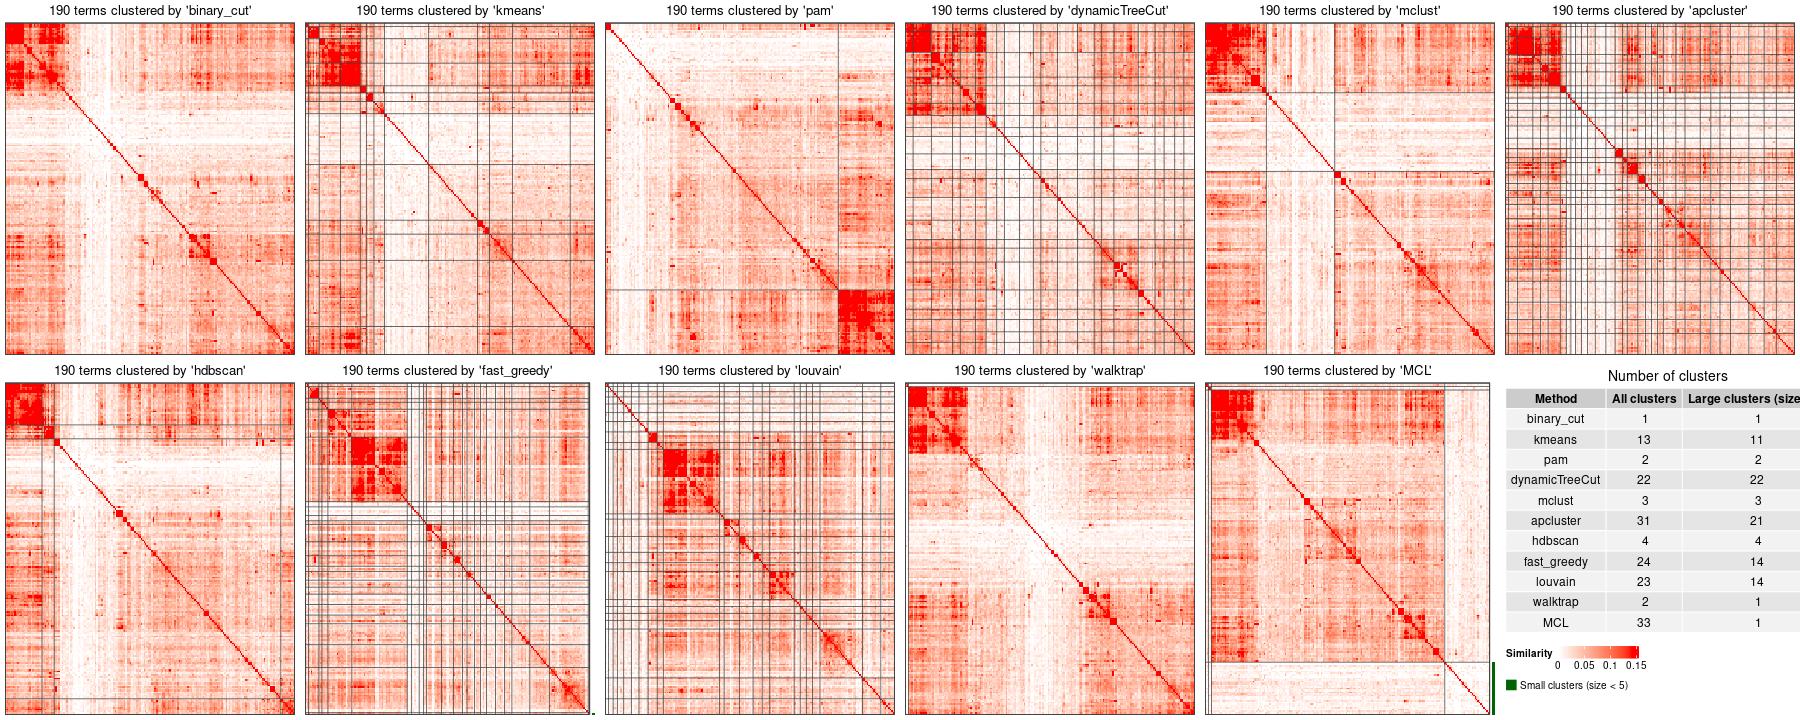 190 terms clustered by 'binary_cut'
190 terms clustered by 'kmeans'
190 terms clustered by 'pam'
190 terms clustered by 'dynamicTreeCut'
190 terms clustered by 'mclust'
190 terms clustered by 'apcluster'
190 terms clustered by 'hdbscan'
190 terms clustered by 'fast_greedy'
190 terms clustered by 'louvain'
190 terms clustered by 'walktrap'
190 terms clustered by 'MCL'
Number of clusters
Method All clusters Large clusters (size
binary_cut 1 1
kmeans 13 11
pam 2 2
dynamicTreeCut 22 22
mclust 3 3
apcluster 31 21
hdbscan 4 4
fast_greedy 24 14
louvain 23 14
walktrap 2 1
MCL 33 1
Similarity
0 0.05 0.1 0.15
Small clusters (size < 5)